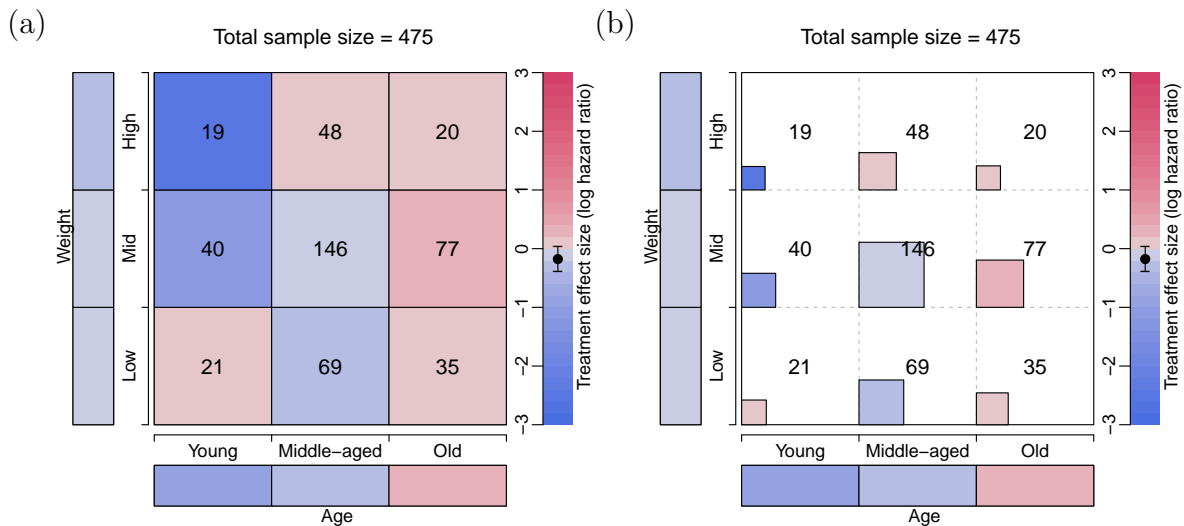 (a)
Total sample size = 475
Weight
High
Mid
Low
19 48 20
40 146 77
21 69 35
3
2
1
0
−1
−2
−3
Treatment effect size (log hazard ratio)
Young Middle−aged Old
Age
(b)
Total sample size = 475
Weight
High
Mid
Low
19 48 20
40 146 77
21 69 35
3
2
1
0
−1
−2
−3
Treatment effect size (log hazard ratio)
Young Middle−aged Old
Age